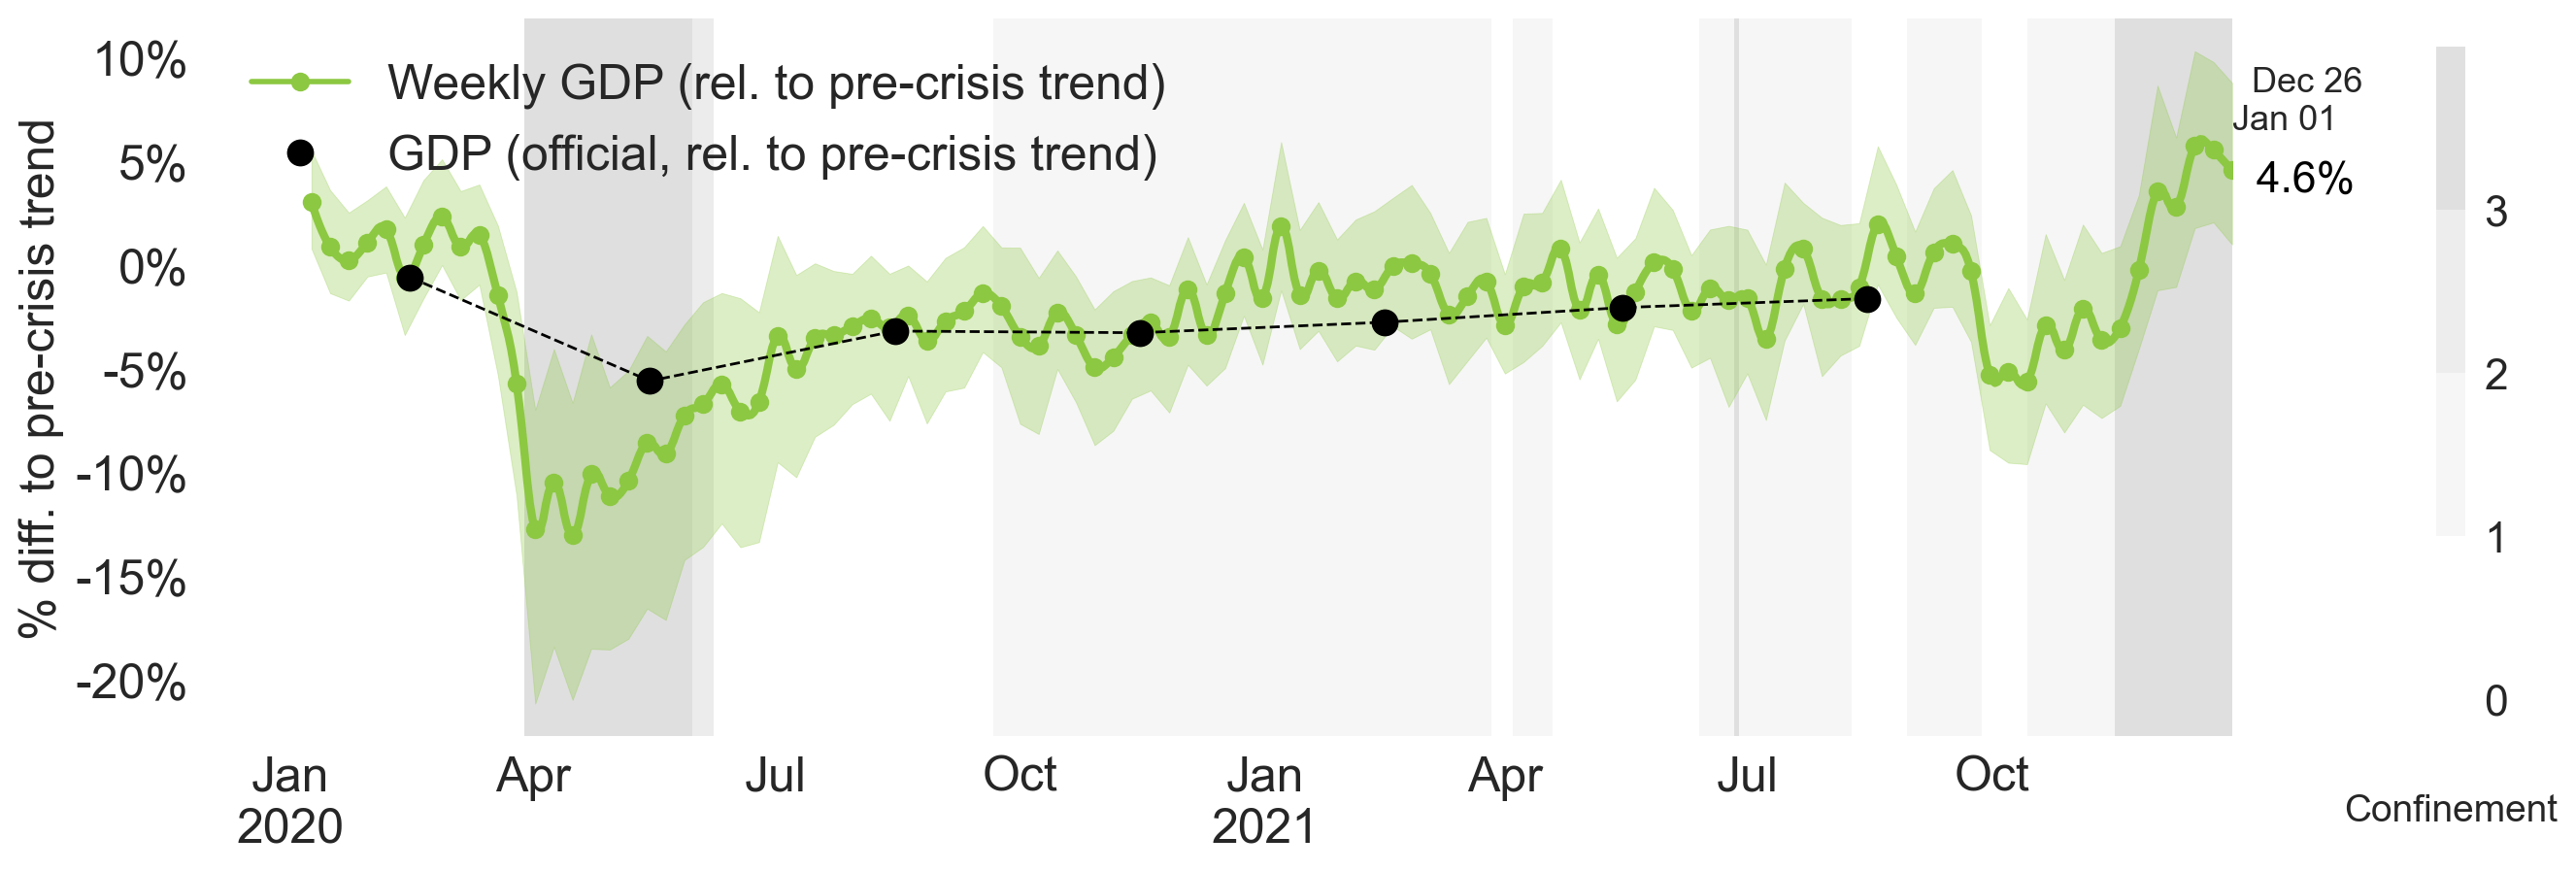 10%
5%
0%
-5%
-10%
-15%
-20%
% diff. to pre-crisis trend
Weekly GDP (rel. to pre-crisis trend)
GDP (official, rel. to pre-crisis trend)
Dec 26
Jan 01
4.6%
3
2
1
0
Confinement
Jan Apr Jul Oct Jan Apr Jul Oct
2020 2021